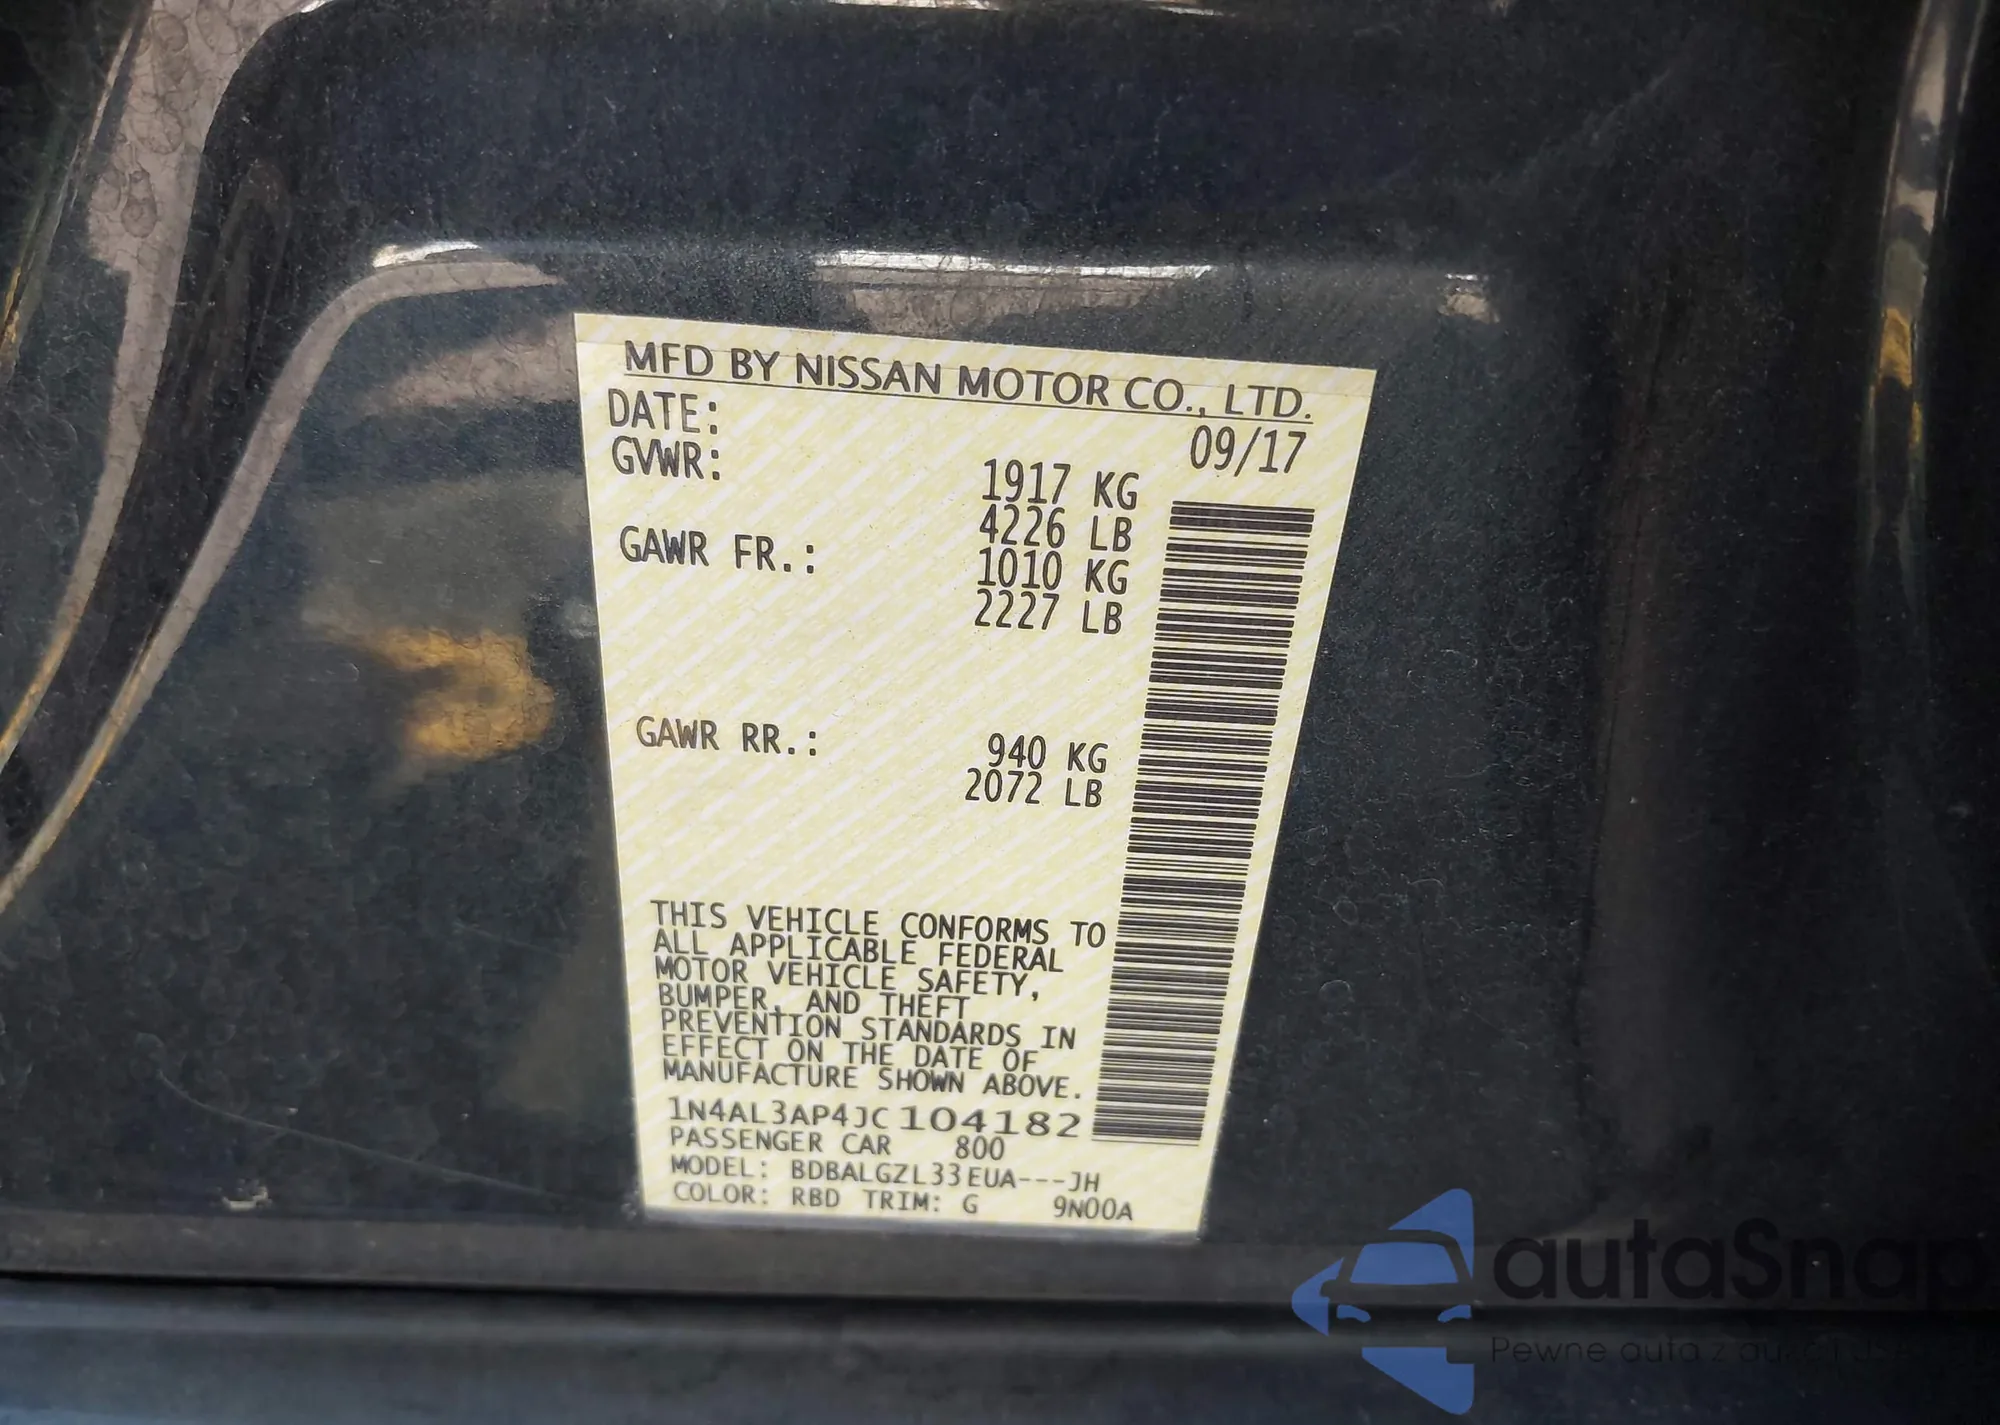 MFD BY NISSAN MOTOR CO., LTD.
DATE: 09/17
GVWR: 1917 KG
4226 LB
GAWR FR.: 1010 KG
2227 LB
GAWR RR.: 940 KG
2072 LB
THIS VEHICLE CONFORMS TO
ALL APPLICABLE FEDERAL
MOTOR VEHICLE SAFETY,
BUMPER, AND THEFT
PREVENTION STANDARDS IN
EFFECT ON THE DATE OF
MANUFACTURE SHOWN ABOVE.
1N4AL3AP4JC104182
PASSENGER CAR 800
MODEL: BDBALGZL33EUA---JH
COLOR: RBD TRIM: G 9N00A
autaSnap
Pewne auta z